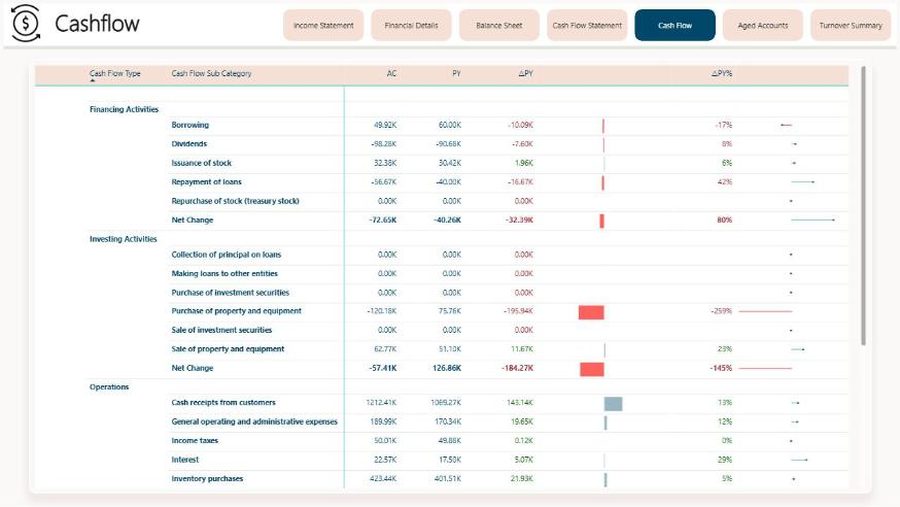 Cashflow
Income Statement Financial Details Balance Sheet Cash Flow Statement Cash Flow Aged Accounts Turnover Summary
Cash Flow Type Cash Flow Sub Category AC PY △PY △PY%
Financing Activities
Borrowing 49.92K 60.00K -10.09K -17%
Dividends -98.28K -90.68K -7.60K 8%
Issuance of stock 32.38K 30.42K 1.96K 6%
Repayment of loans -56.67K -40.00K -16.67K 42%
Repurchase of stock (treasury stock) 0.00K 0.00K 0.00K
Net Change -72.65K -40.26K -32.39K 80%
Investing Activities
Collection of principal on loans 0.00K 0.00K 0.00K
Making loans to other entities 0.00K 0.00K 0.00K
Purchase of investment securities 0.00K 0.00K 0.00K
Purchase of property and equipment -120.18K 75.76K -195.94K -259%
Sale of investment securities 0.00K 0.00K 0.00K
Sale of property and equipment 62.77K 51.10K 11.67K 23%
Net Change -57.41K 126.86K -184.27K -145%
Operations
Cash receipts from customers 1212.41K 1069.27K 143.14K 13%
General operating and administrative expenses 189.99K 170.34K 19.65K 12%
Income taxes 50.01K 49.88K 0.12K 0%
Interest 22.57K 17.50K 5.07K 29%
Inventory purchases 423.44K 401.51K 21.93K 5%